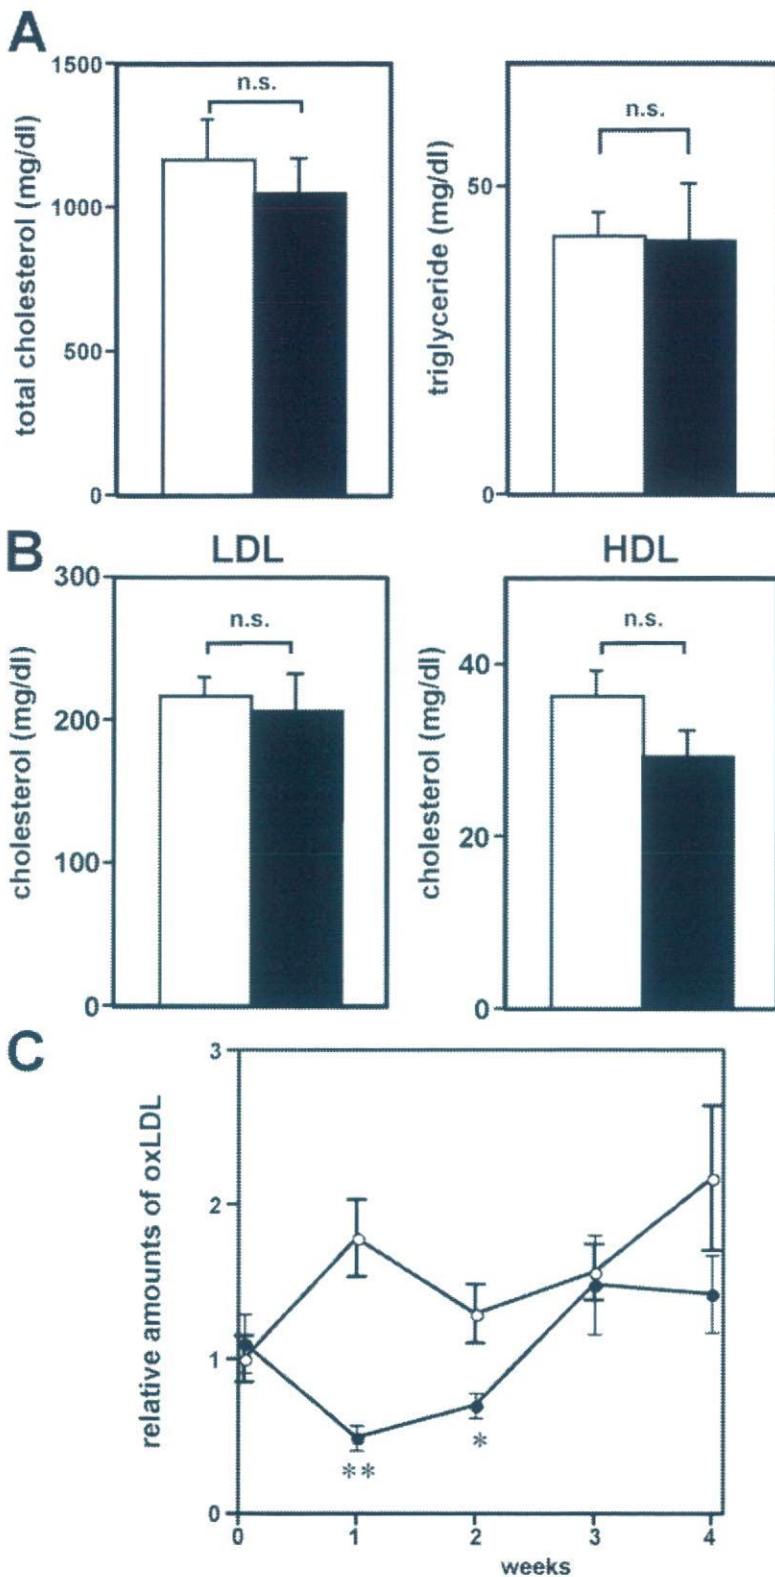 A
total cholesterol (mg/dl)
1500
1000
500
0
n.s.
triglyceride (mg/dl)
50
0
n.s.
B
LDL
cholesterol (mg/dl)
300
200
100
0
n.s.
HDL
cholesterol (mg/dl)
40
20
0
n.s.
C
relative amounts of oxLDL
3
2
1
0
**
*
0 1 2 3 4
weeks